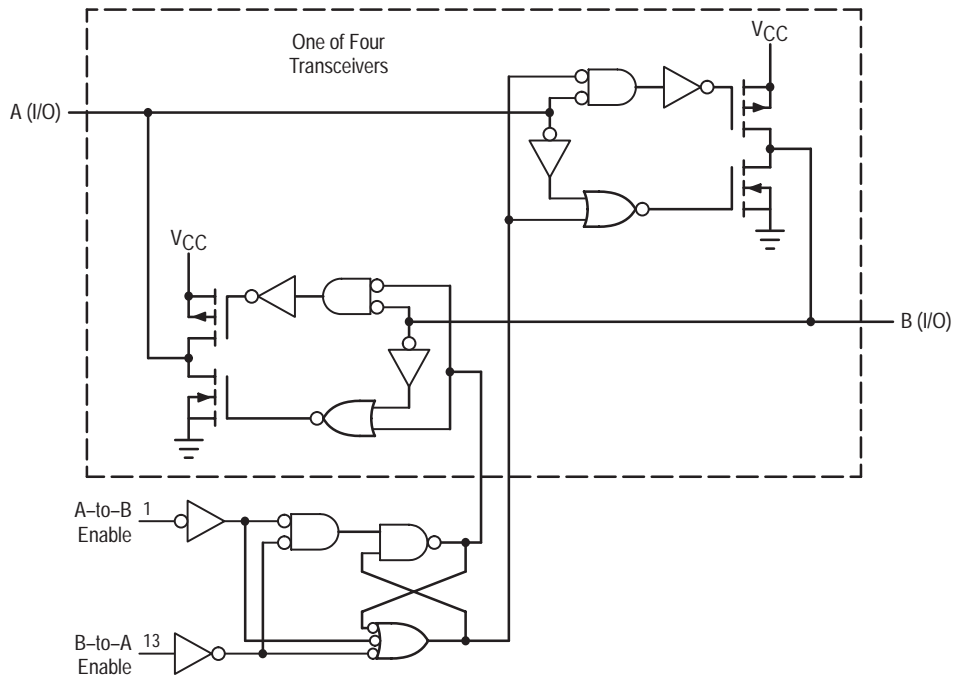 One of Four
Transceivers
VCC
A (I/O)
VCC
B (I/O)
A–to–B 1
Enable
B–to–A 13
Enable